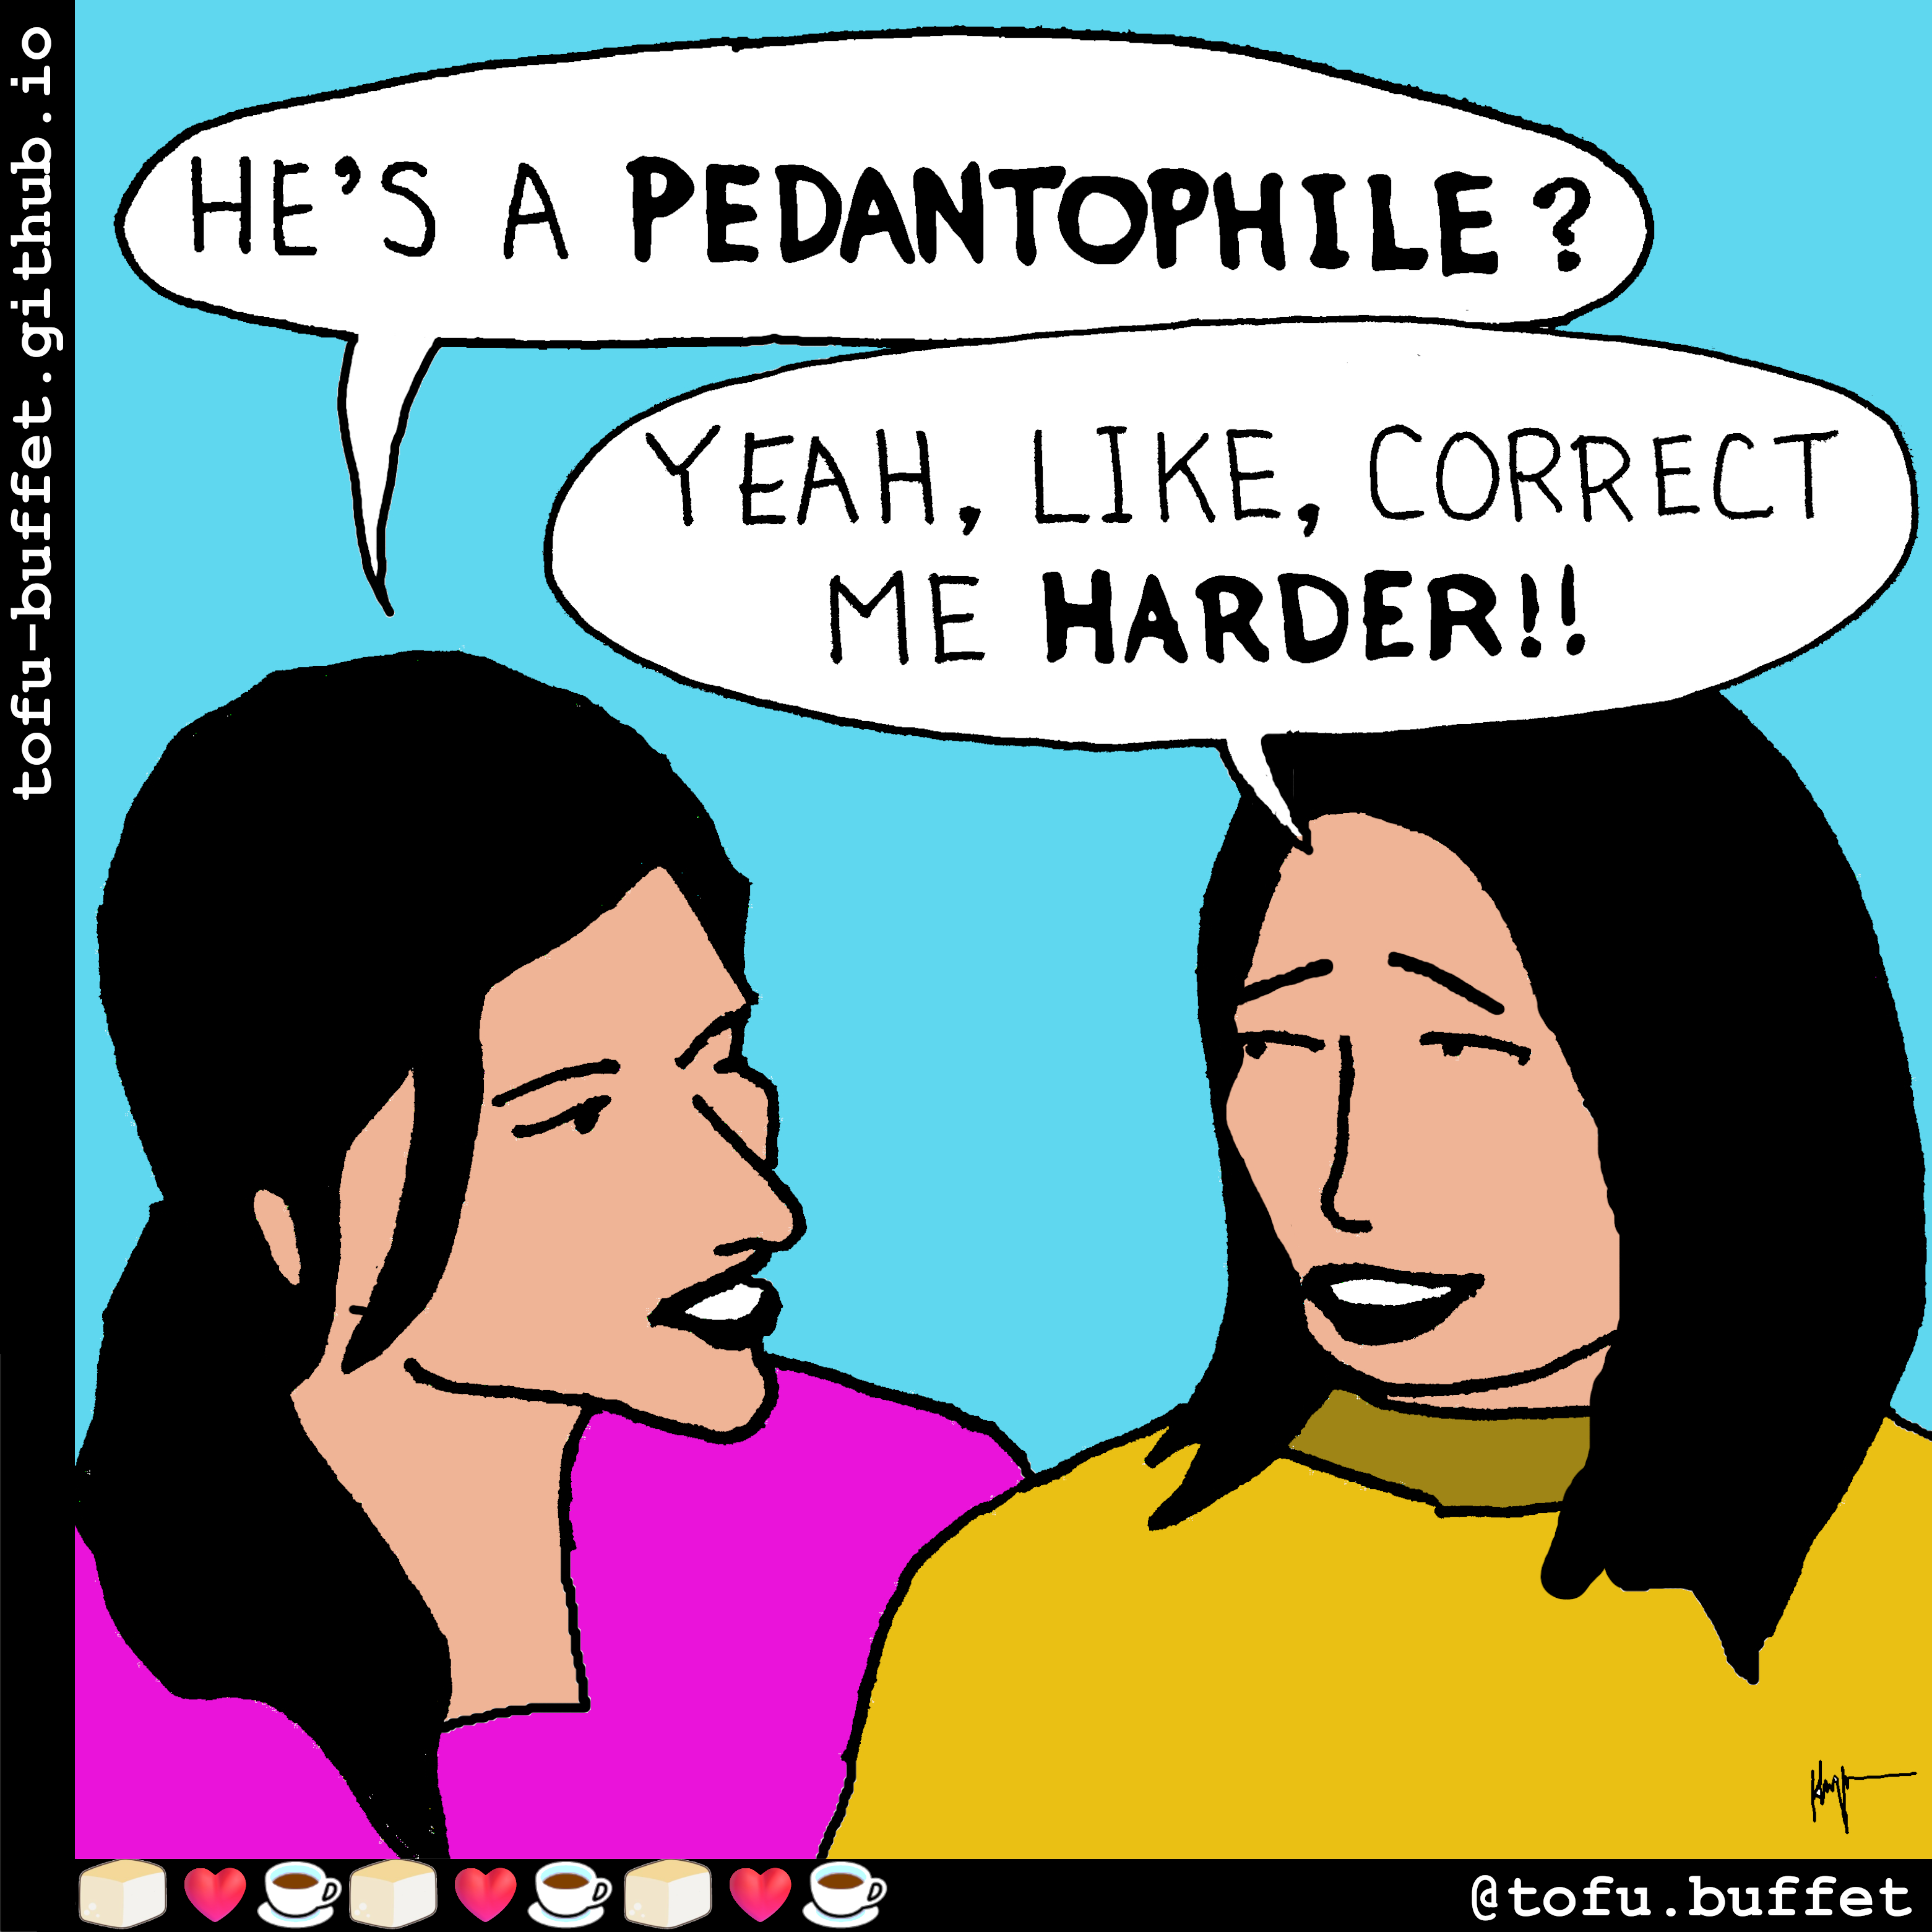 tofu-buffet.github.io
HE'S A PEDANTOPHILE?
YEAH, LIKE, CORRECT
ME HARDER!!
@tofu.buffet